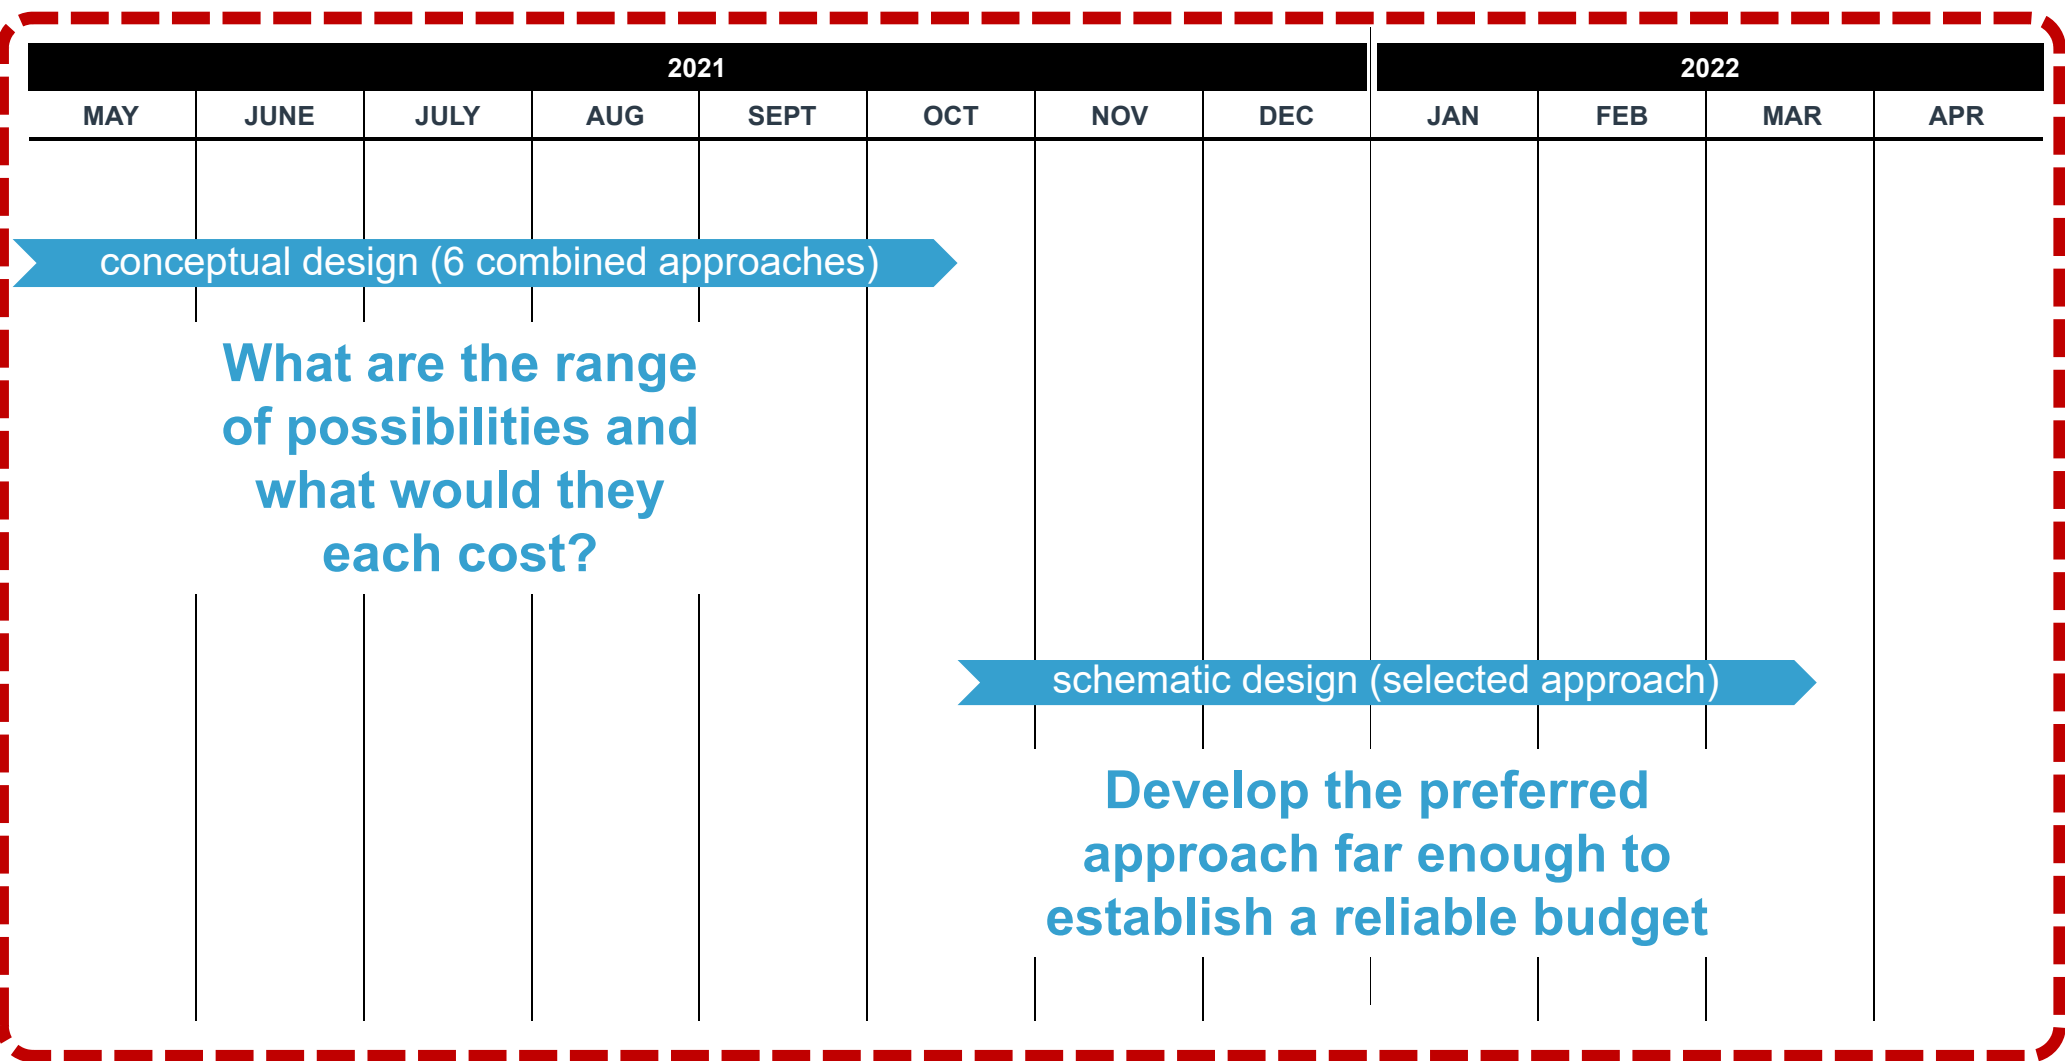 2021 2022
MAY JUNE JULY AUG SEPT OCT NOV DEC JAN FEB MAR APR
conceptual design (6 combined approaches)
What are the range
of possibilities and
what would they
each cost?
schematic design (selected approach)
Develop the preferred
approach far enough to
establish a reliable budget